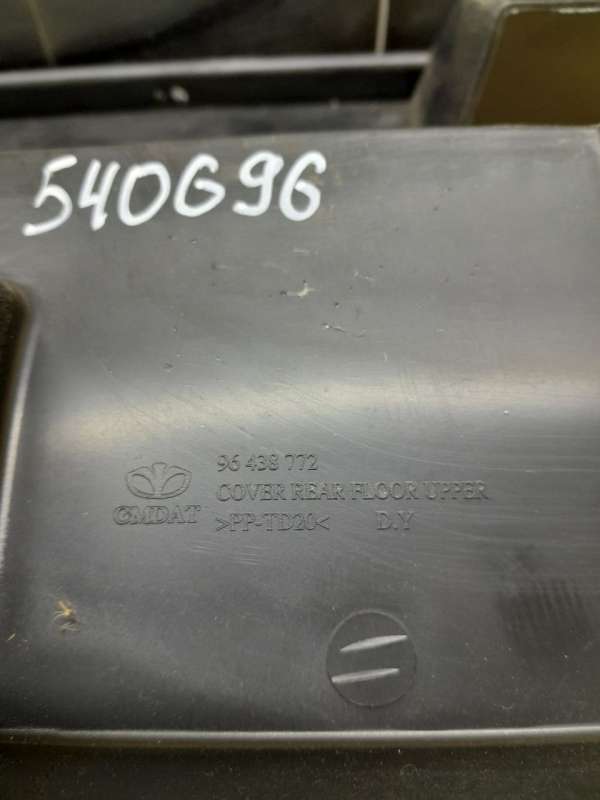 540G96
96 438 772
COVER REAR FLOOR UPPER
GMDAT
>PP-TD20< D.Y